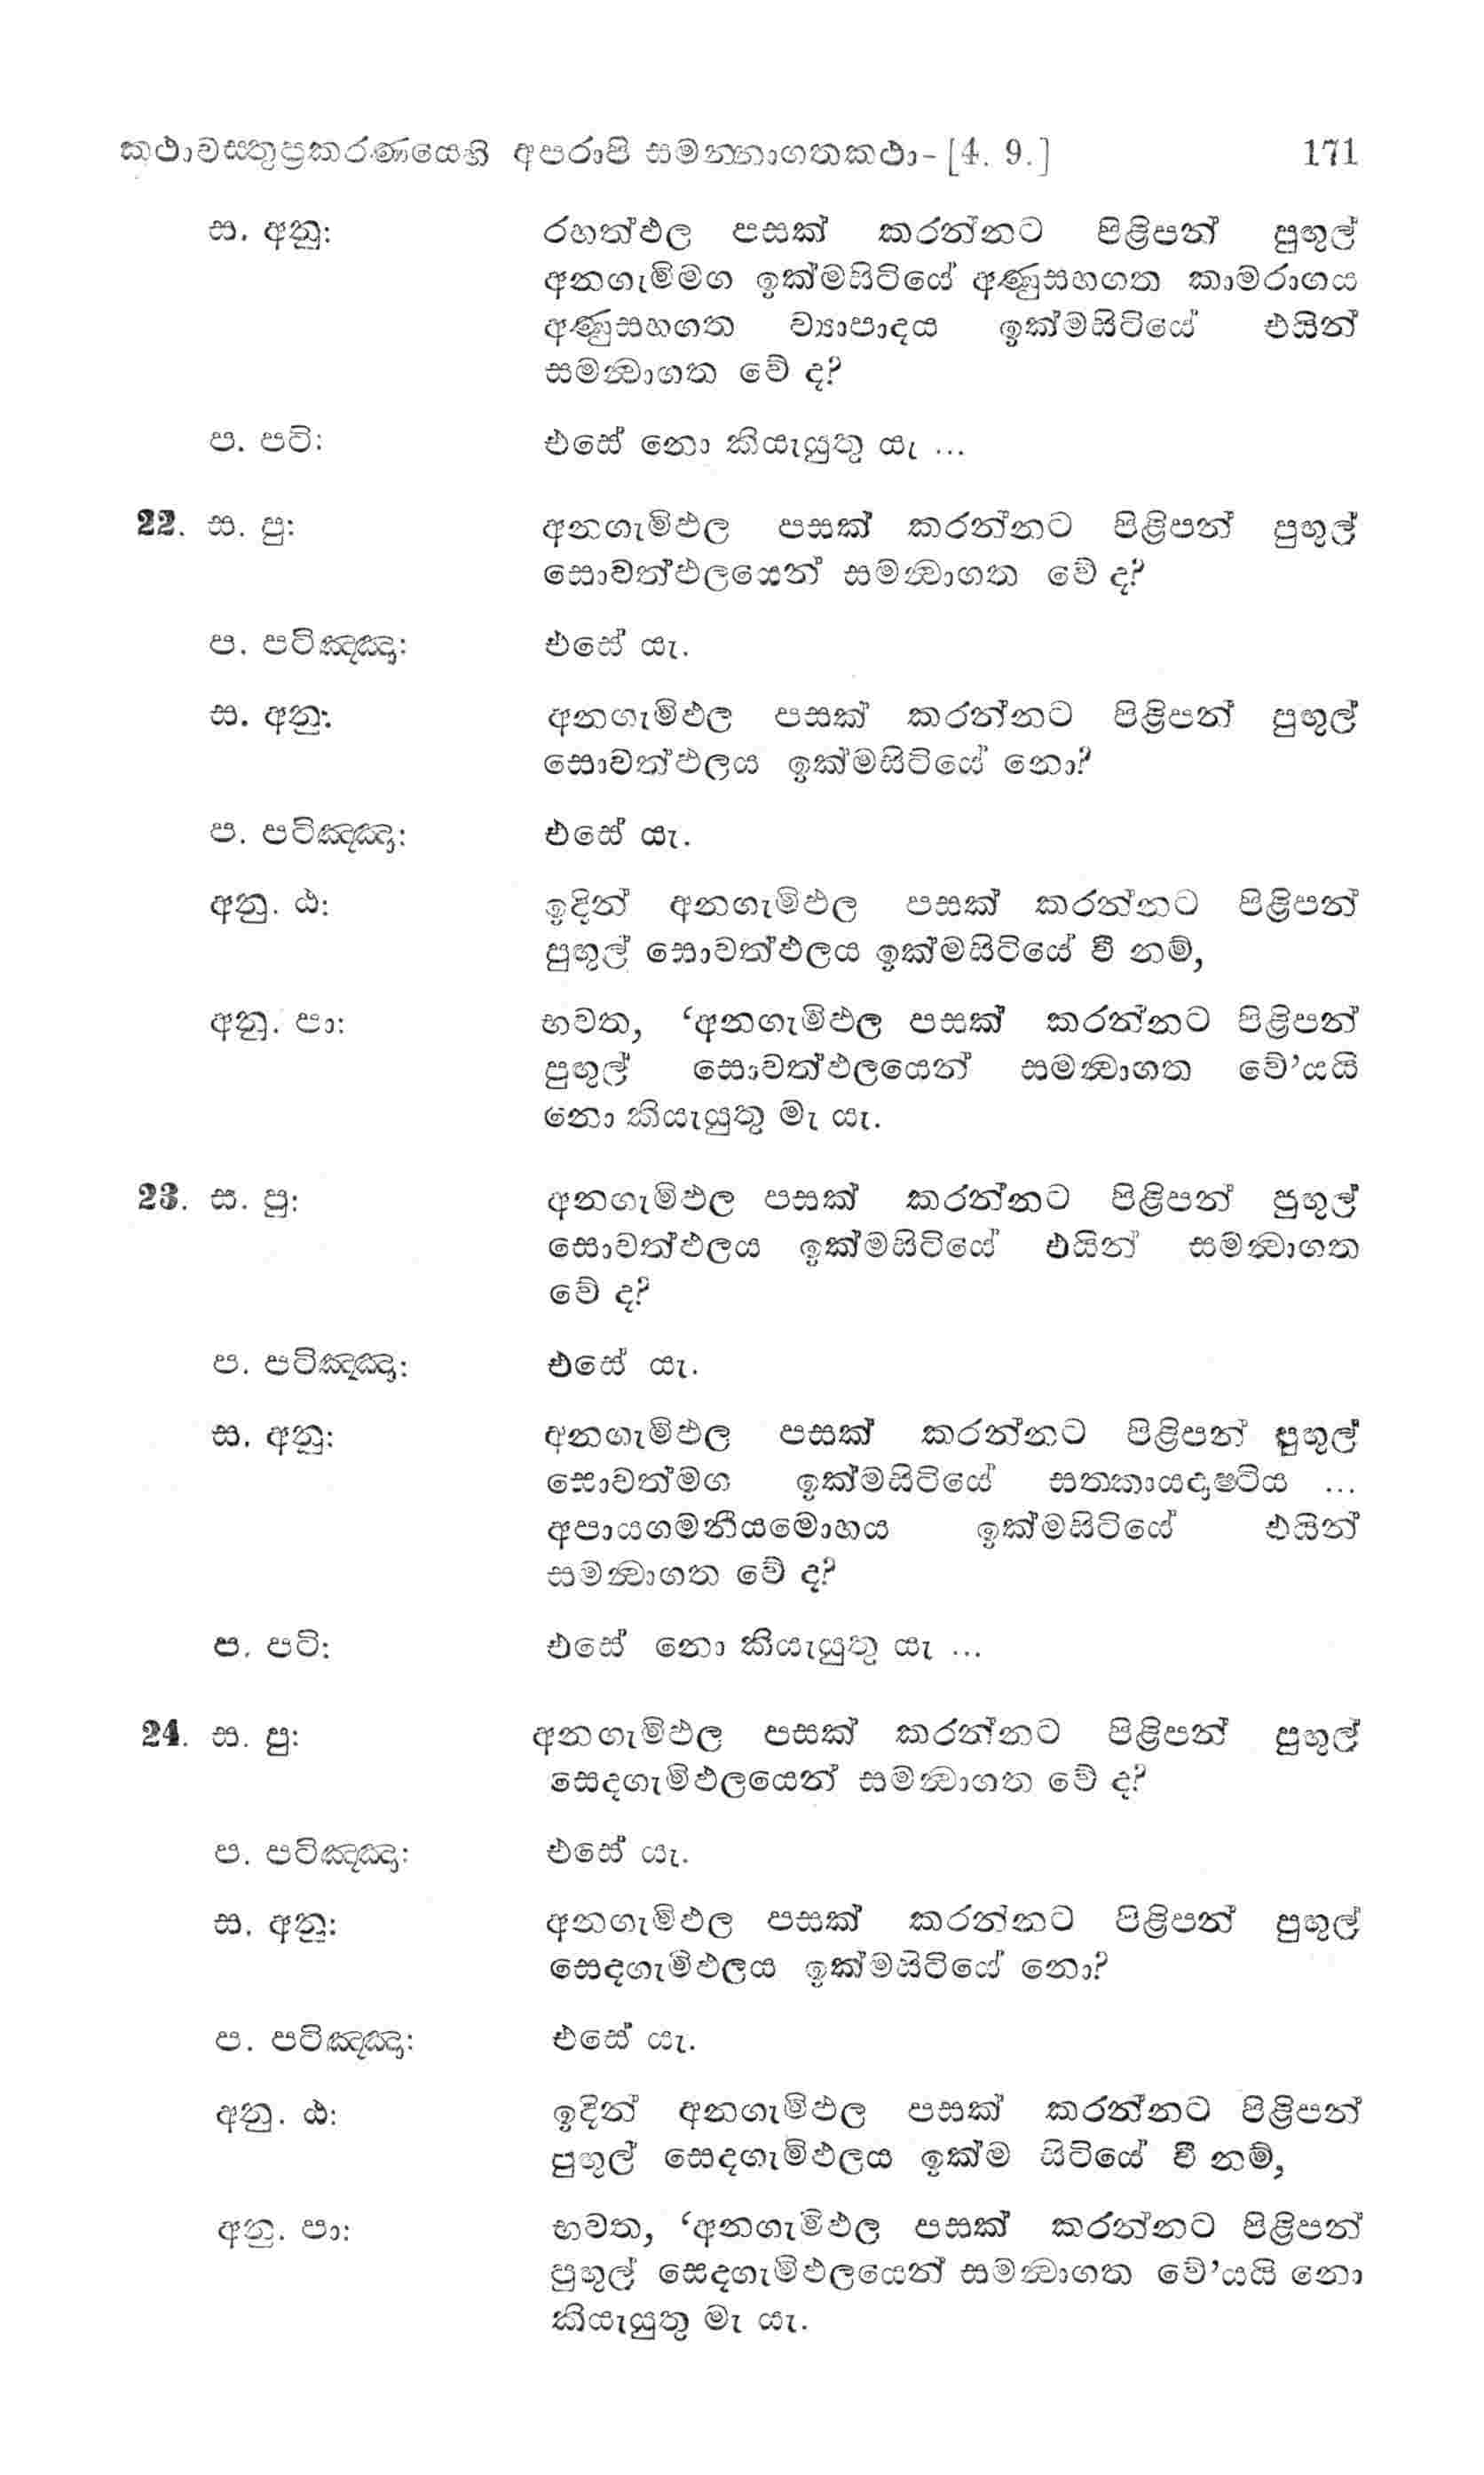 කථාවස්තුප්‍රකරණයෙහි අපරාපි සමන්නාගතකථා- [4. 9.] 171
ස. අනු: රහත්ඵල පසක් කරන්නට පිළිපන් පුඟුල්
අනගැමිමග ඉක්මසිටියේ අණුසහගත කාමරාගය
අණුසහගත ව්‍යාපාදය ඉක්මසිටියේ එයින්
සමන්‍වාගත වේ ද?
ප. පටි: එසේ නො කියැයුතු යැ ...
22. ස. පු: අනගැමිඵල පසක් කරන්නට පිළිපන් පුඟුල්
සොවත්ඵලයෙන් සමන්‍වාගත වේ ද?
ප. පටිඤ්ඤා: එසේ යැ.
ස. අනු: අනගැමිඵල පසක් කරන්නට පිළිපන් පුඟුල්
සොවත්ඵලය ඉක්මසිටියේ නො?
ප. පටිඤ්ඤා: එසේ යැ.
අනු. ඨ: ඉදින් අනගැමිඵල පසක් කරන්නට පිළිපන්
පුඟුල් සොවත්ඵලය ඉක්මසිටියේ වී නම්,
අනු. පා: භවත, ‘අනගැමිඵල පසක් කරන්නට පිළිපන්
පුඟුල් සොවත්ඵලයෙන් සමන්‍වාගත වේ’යයි
නො කියැයුතු මැ යැ.
23. ස. පු: අනගැමිඵල පසක් කරන්නට පිළිපන් පුඟුල්
සොවත්ඵලය ඉක්මසිටියේ එයින් සමන්‍වාගත
වේ ද?
ප. පටිඤ්ඤා: එසේ යැ.
ස. අනු: අනගැමිඵල පසක් කරන්නට පිළිපන් පුඟුල්
සොවත්මග ඉක්මසිටියේ සත්කායදෘෂ්ටිය ...
අපායගමනීයමොහය ඉක්මසිටියේ එයින්
සමන්‍වාගත වේ ද?
ප. පටි: එසේ නො කියැයුතු යැ ...
24. ස. පු: අනගැමිඵල පසක් කරන්නට පිළිපන් පුඟුල්
සෙදගැමිඵලයෙන් සමන්‍වාගත වේ ද?
ප. පටිඤ්ඤා: එසේ යැ.
ස. අනු: අනගැමිඵල පසක් කරන්නට පිළිපන් පුඟුල්
සෙදගැමිඵලය ඉක්මසිටියේ නො?
ප. පටිඤ්ඤා: එසේ යැ.
අනු. ඨ: ඉදින් අනගැමිඵල පසක් කරන්නට පිළිපන්
පුඟුල් සෙදගැමිඵලය ඉක්ම සිටියේ වී නම්,
අනු. පා: භවත, ‘අනගැමිඵල පසක් කරන්නට පිළිපන්
පුඟුල් සෙදගැමිඵලයෙන් සමන්‍වාගත වේ’යයි නො
කියැයුතු මැ යැ.